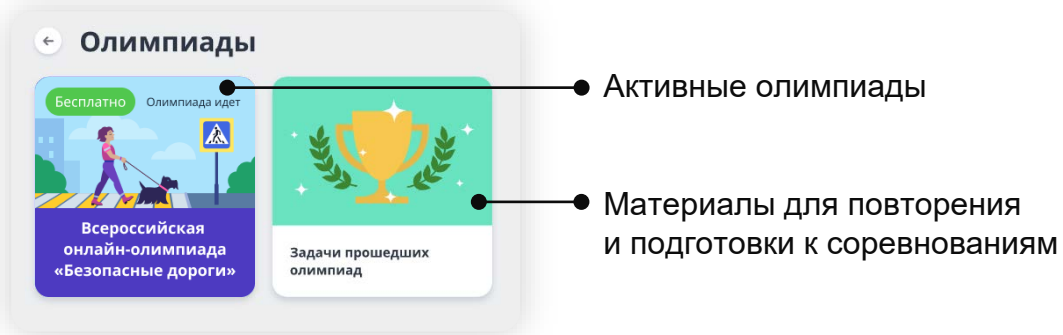 Олимпиады
Бесплатно
Олимпиада идет
Всероссийская
онлайн-олимпиада
«Безопасные дороги»
Задачи прошедших
олимпиад
Активные олимпиады
Материалы для повторения
и подготовки к соревнованиям